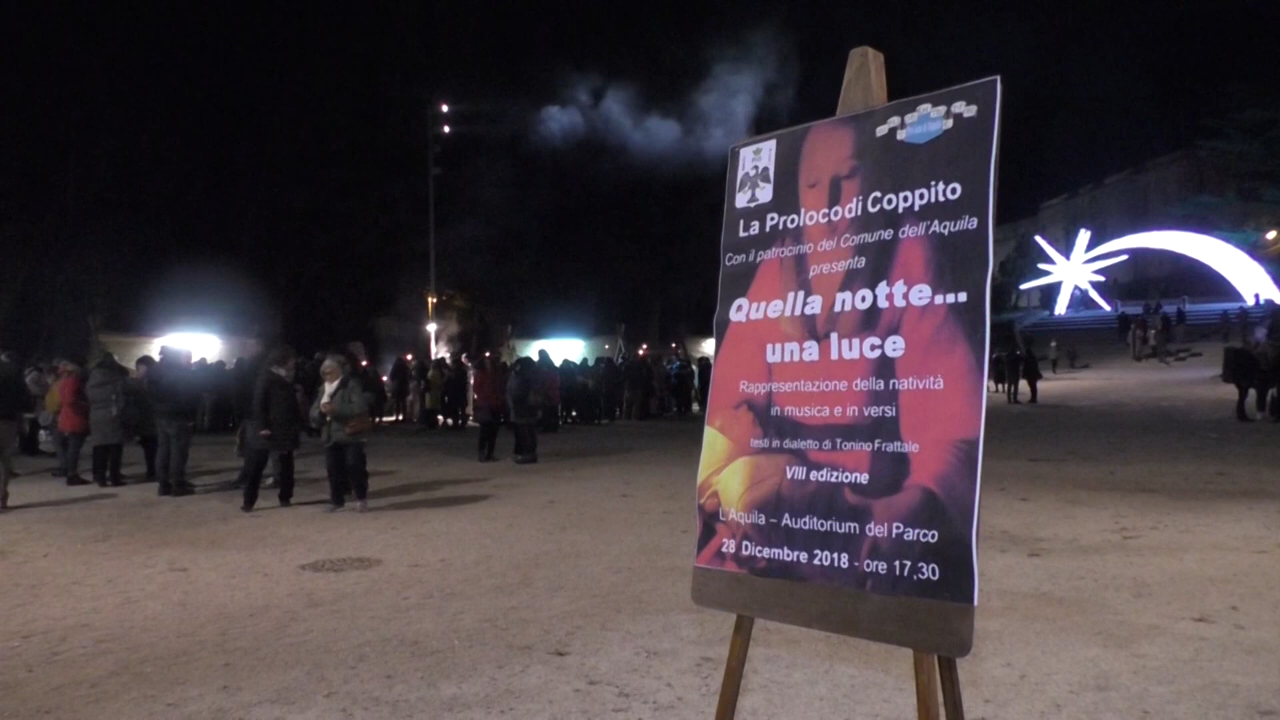 La Proloco di Coppito
Con il patrocinio del Comune dell'Aquila
presenta
Quella notte...
una luce
Rappresentazione della natività
in musica e in versi
testi in dialetto di Tonino Frattale
VIII edizione
L'Aquila – Auditorium del Parco
28 Dicembre 2018 - ore 17,30